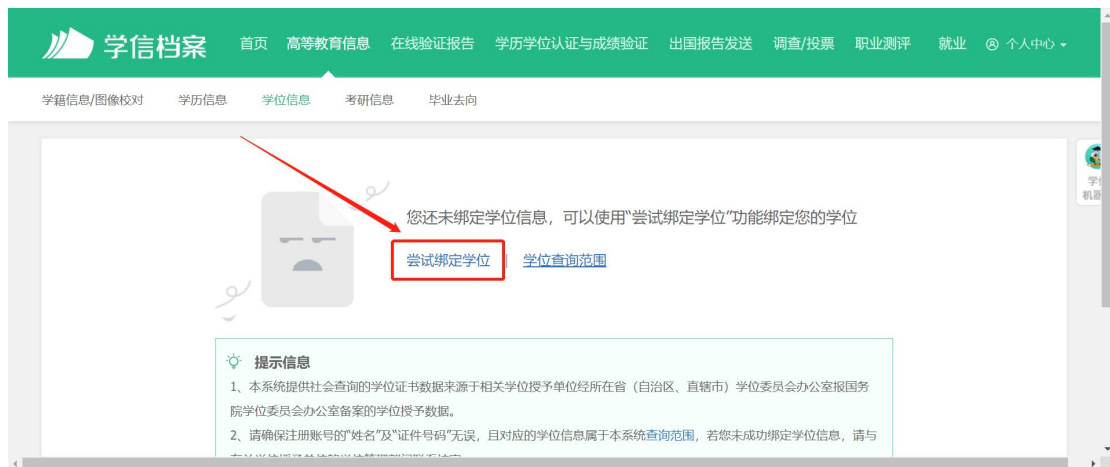 学信档案 首页 高等教育信息 在线验证报告 学历学位认证与成绩验证 出国报告发送 调查/投票 职业测评 就业 个人中心
学籍信息/图像校对 学历信息 学位信息 考研信息 毕业去向
您还未绑定学位信息，可以使用“尝试绑定学位”功能绑定您的学位
尝试绑定学位 | 学位查询范围
提示信息
1、本系统提供社会查询的学位证书数据来源于相关学位授予单位经所在省（自治区、直辖市）学位委员会办公室报国务
院学位委员会办公室备案的学位授予数据。
2、请确保注册账号的“姓名”及“证件号码”无误，且对应的学位信息属于本系统查询范围，若您未成功绑定学位信息，请与